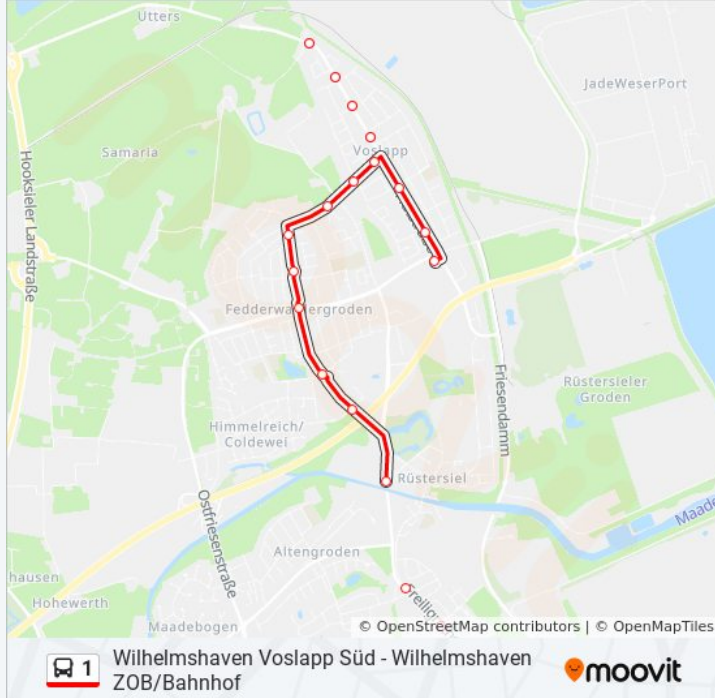 Utters
JadeWeserPort
Voslapp
Samaria
Hooksieler Landstraße
Fedderwardergroden
Rüstersieler
Groden
Friesendamm
Himmelreich/
Coldewei
Rüstersiel
Ostfriesenstraße
Maade
Altengroden
hausen
Hohewerth
Maadebogen
© OpenStreetMap contributors | © OpenMapTiles
1
Wilhelmshaven Voslapp Süd - Wilhelmshaven
ZOB/Bahnhof
moovit